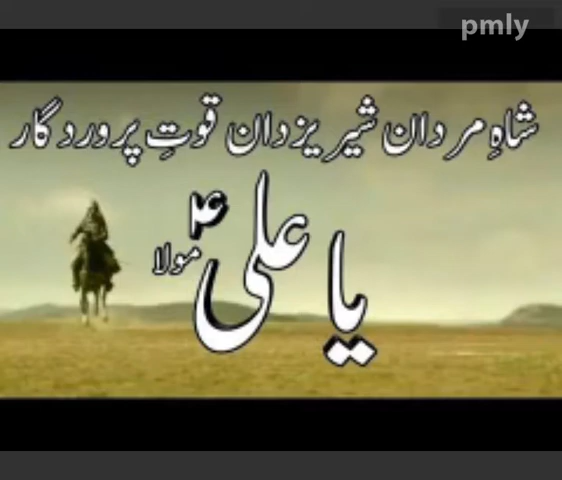 pmly
شاہِ مردان شیرِ یزدان قوتِ پروردگار
یا علیؑ مولا